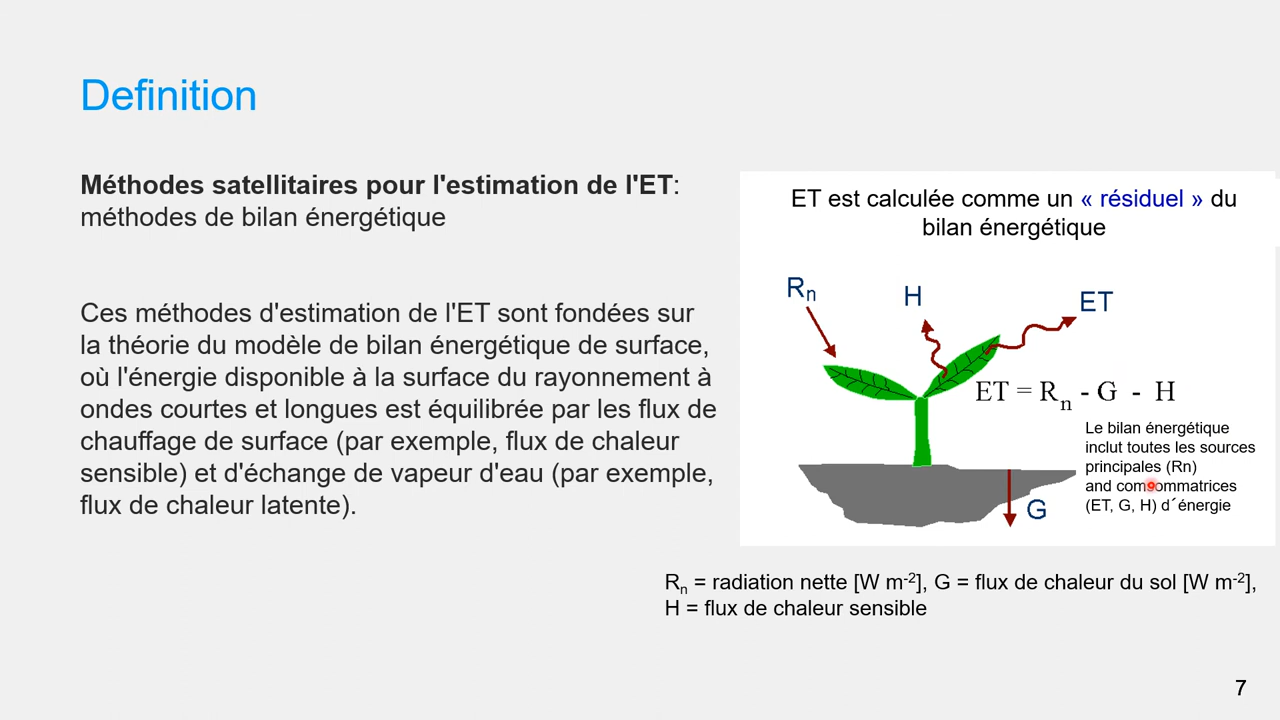 Definition
Méthodes satellitaires pour l'estimation de l'ET:
méthodes de bilan énergétique
Ces méthodes d'estimation de l'ET sont fondées sur
la théorie du modèle de bilan énergétique de surface,
où l'énergie disponible à la surface du rayonnement à
ondes courtes et longues est équilibrée par les flux de
chauffage de surface (par exemple, flux de chaleur
sensible) et d'échange de vapeur d'eau (par exemple,
flux de chaleur latente).
ET est calculée comme un « résiduel » du
bilan énergétique
Rn
H
ET
ET = Rn - G - H
Le bilan énergétique
inclut toutes les sources
principales (Rn)
and consommatrices
(ET, G, H) d´énergie
G
Rn = radiation nette [W m-2], G = flux de chaleur du sol [W m-2],
H = flux de chaleur sensible
7